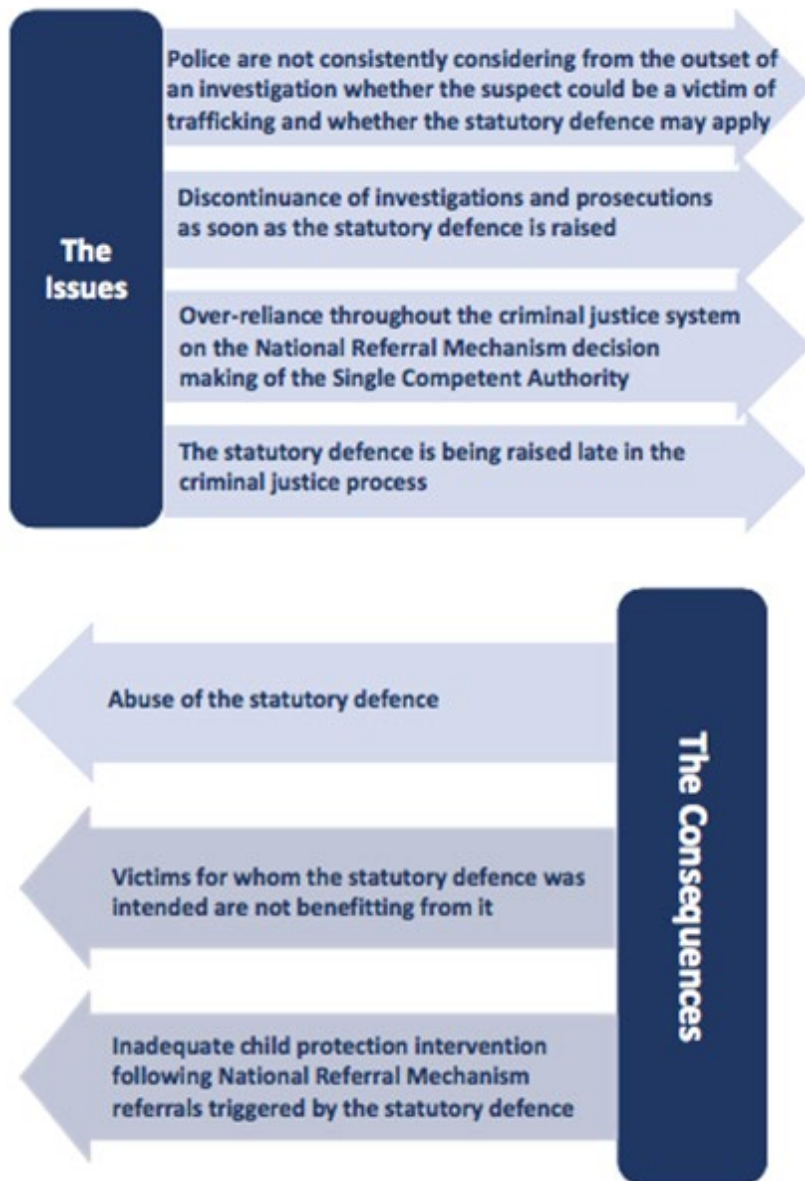 The
Issues
Police are not consistently considering from the outset of
an investigation whether the suspect could be a victim of
trafficking and whether the statutory defence may apply
Discontinuance of investigations and prosecutions
as soon as the statutory defence is raised
Over-reliance throughout the criminal justice system
on the National Referral Mechanism decision
making of the Single Competent Authority
The statutory defence is being raised late in the
criminal justice process
The Consequences
Abuse of the statutory defence
Victims for whom the statutory defence was
intended are not benefitting from it
Inadequate child protection intervention
following National Referral Mechanism
referrals triggered by the statutory defence